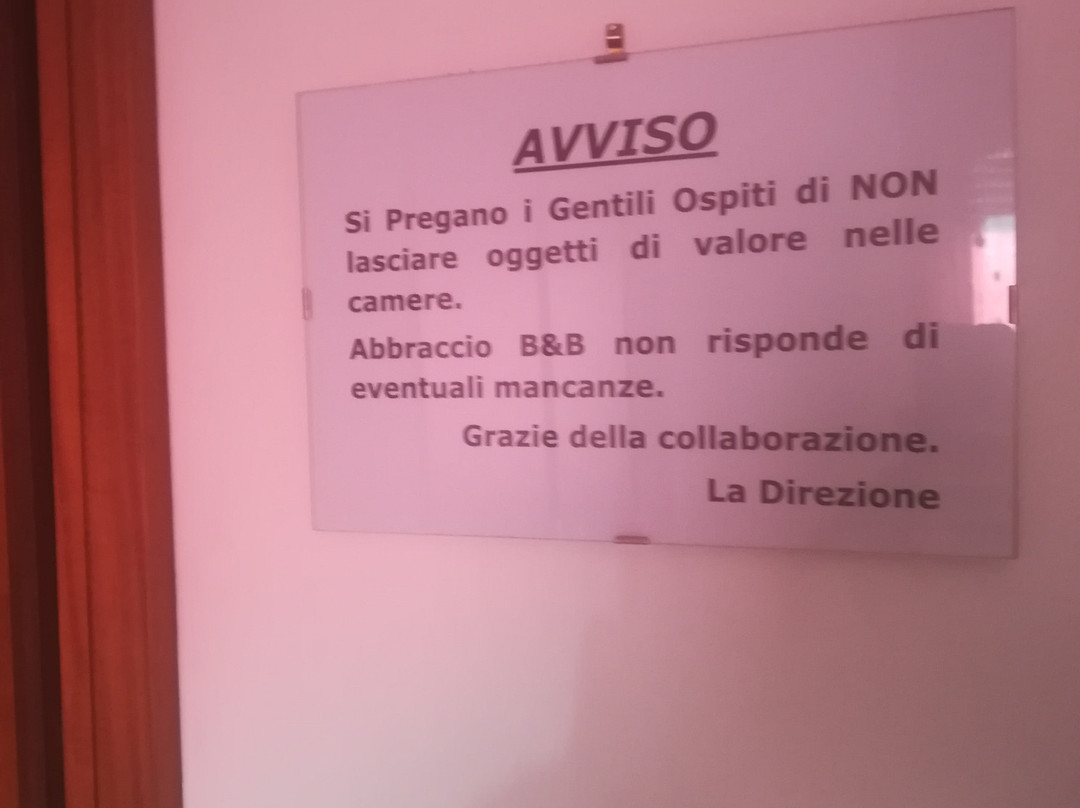 AVVISO
Si Pregano i Gentili Ospiti di NON
lasciare oggetti di valore nelle
camere.
Abbraccio B&B non risponde di
eventuali mancanze.
Grazie della collaborazione.
La Direzione